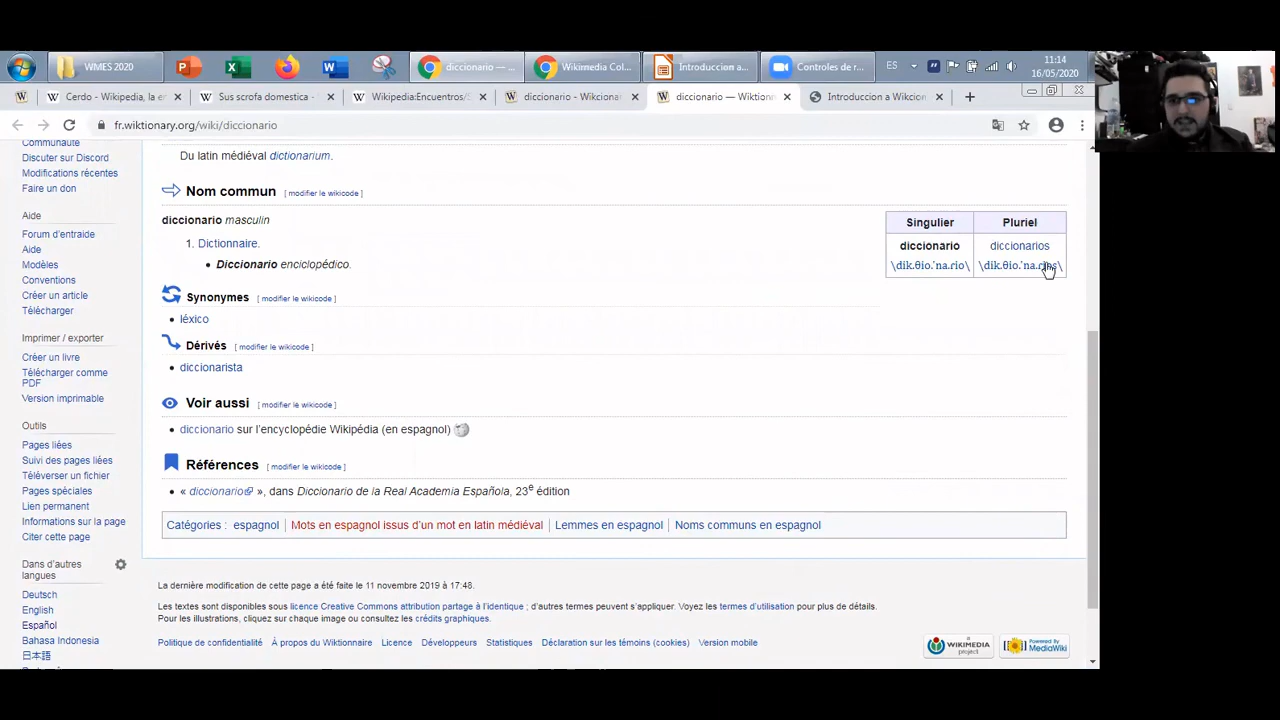 WMES 2020
diccionario — ...
Wikimedia Col...
Introduccion a...
Controles de r...
ES
11:14
16/05/2020
Cerdo - Wikipedia, la en
Sus scrofa domestica -
Wikipedia:Encuentros/S
diccionario - Wikcionar
diccionario — Wiktionn
Introduccion a Wikcion
fr.wiktionary.org/wiki/diccionario
Communauté
Discuter sur Discord
Modifications récentes
Faire un don
Aide
Forum d'entraide
Aide
Modèles
Conventions
Créer un article
Télécharger
Imprimer / exporter
Créer un livre
Télécharger comme
PDF
Version imprimable
Outils
Pages liées
Suivi des pages liées
Téléverser un fichier
Pages spéciales
Lien permanent
Informations sur la page
Citer cette page
Dans d'autres
langues
Deutsch
English
Español
Bahasa Indonesia
日本語
Du latin médiéval dictionarium.
Nom commun [ modifier le wikicode ]
diccionario masculin
1. Dictionnaire.
• Diccionario enciclopédico.
Singulier Pluriel
diccionario diccionarios
\dik.θio.ˈna.ɾio\ \dik.θio.ˈna.ɾios\
Synonymes [ modifier le wikicode ]
• léxico
Dérivés [ modifier le wikicode ]
• diccionarista
Voir aussi [ modifier le wikicode ]
• diccionario sur l'encyclopédie Wikipédia (en espagnol)
Références [ modifier le wikicode ]
• « diccionario », dans Diccionario de la Real Academia Española, 23e édition
Catégories : espagnol | Mots en espagnol issus d'un mot en latin médiéval | Lemmes en espagnol | Noms communs en espagnol
La dernière modification de cette page a été faite le 11 novembre 2019 à 17:48.
Les textes sont disponibles sous licence Creative Commons attribution partage à l'identique ; d'autres termes peuvent s'appliquer. Voyez les termes d'utilisation pour plus de détails.
Pour les illustrations, cliquez sur chaque image ou consultez les crédits graphiques.
Politique de confidentialité À propos du Wiktionnaire Licence Développeurs Statistiques Déclaration sur les témoins (cookies) Version mobile
a
WIKIMEDIA
project
Powered By
MediaWiki